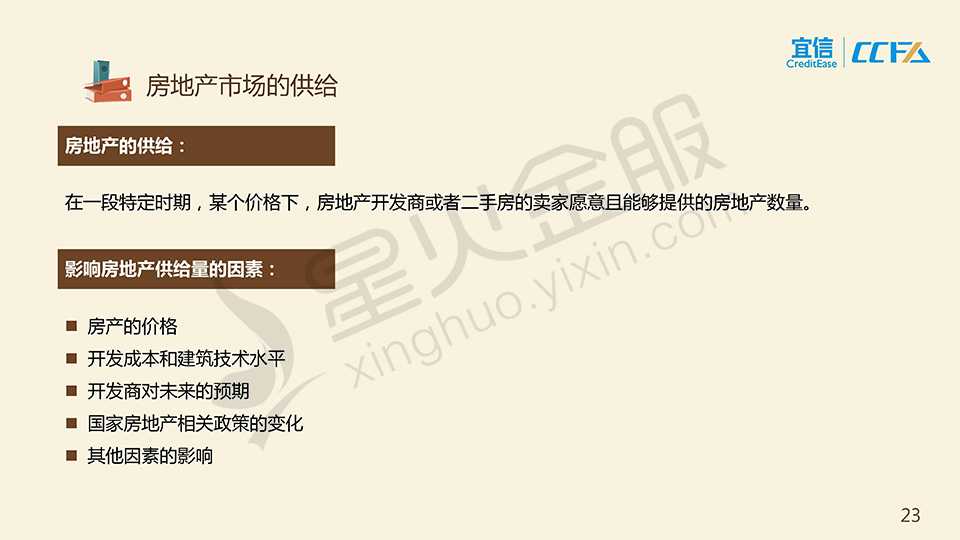 宜信
CreditEase
CCFA
房地产市场的供给
房地产的供给：
在一段特定时期，某个价格下，房地产开发商或者二手房的卖家愿意且能够提供的房地产数量。
影响房地产供给量的因素：
房产的价格
开发成本和建筑技术水平
开发商对未来的预期
国家房地产相关政策的变化
其他因素的影响
星火金服
xinghuo.yixin.com
23